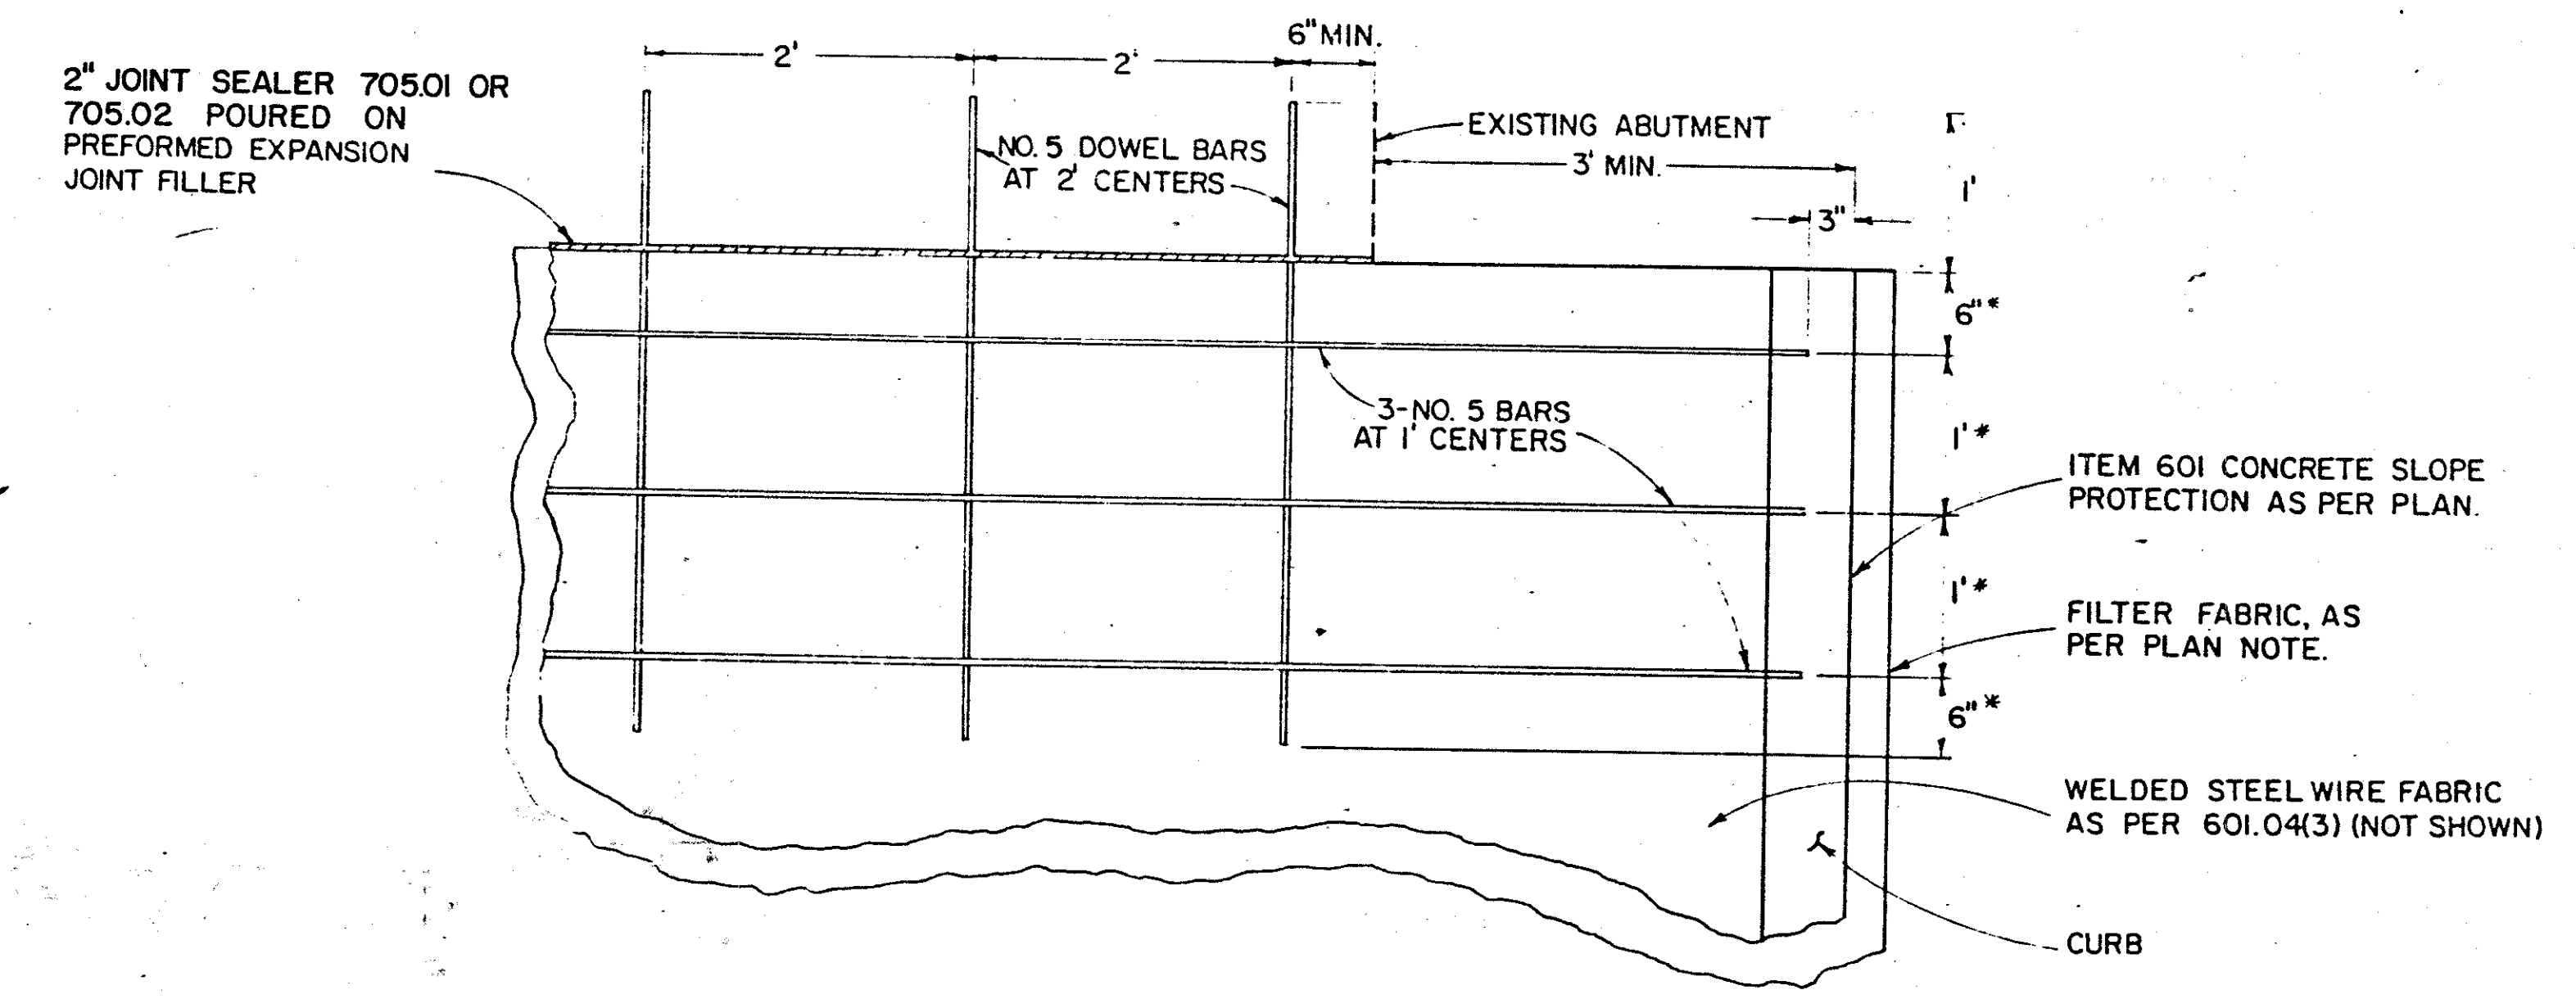 2'
2'
6" MIN.
2" JOINT SEALER 705.01 OR
705.02 POURED ON
PREFORMED EXPANSION
JOINT FILLER
NO. 5 DOWEL BARS
AT 2' CENTERS
EXISTING ABUTMENT
3' MIN.
1'
3"
6"*
3-NO. 5 BARS
AT 1' CENTERS
1'*
ITEM 601 CONCRETE SLOPE
PROTECTION AS PER PLAN.
1'*
FILTER FABRIC, AS
PER PLAN NOTE.
6"*
WELDED STEEL WIRE FABRIC
AS PER 601.04(3) (NOT SHOWN)
CURB